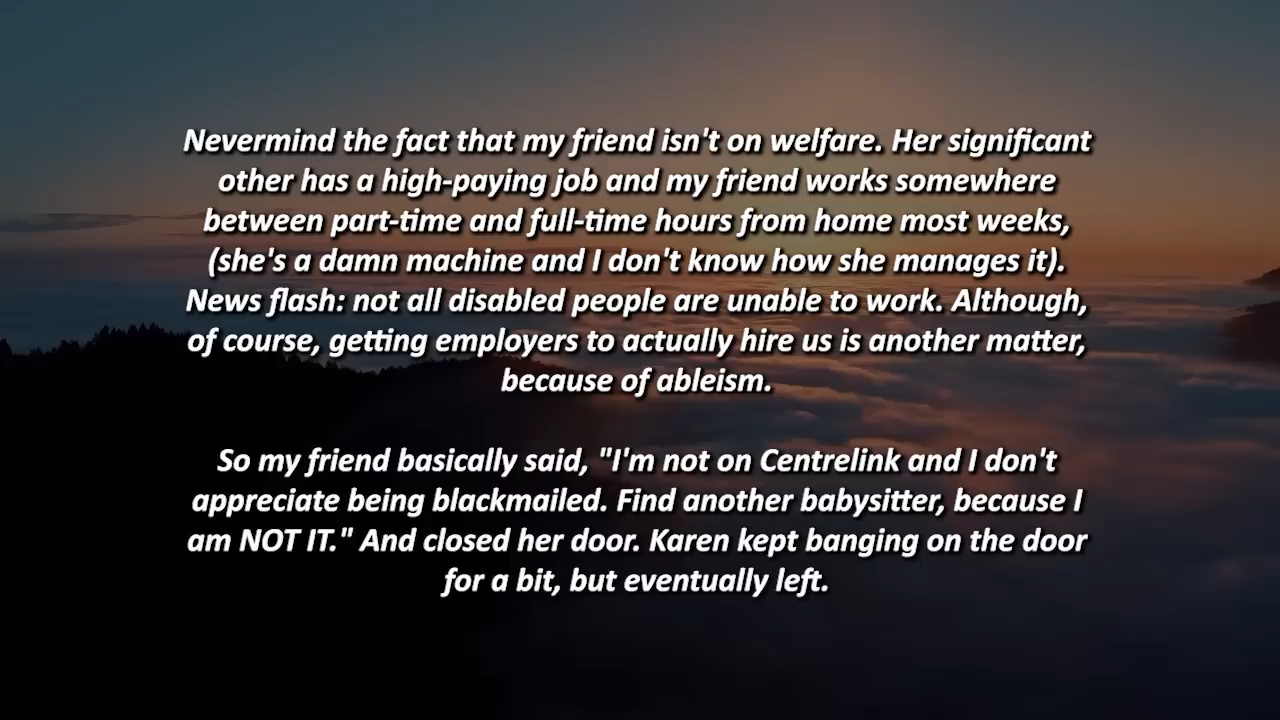 Nevermind the fact that my friend isn't on welfare. Her significant
other has a high-paying job and my friend works somewhere
between part-time and full-time hours from home most weeks,
(she's a damn machine and I don't know how she manages it).
News flash: not all disabled people are unable to work. Although,
of course, getting employers to actually hire us is another matter,
because of ableism.
So my friend basically said, "I'm not on Centrelink and I don't
appreciate being blackmailed. Find another babysitter, because I
am NOT IT." And closed her door. Karen kept banging on the door
for a bit, but eventually left.